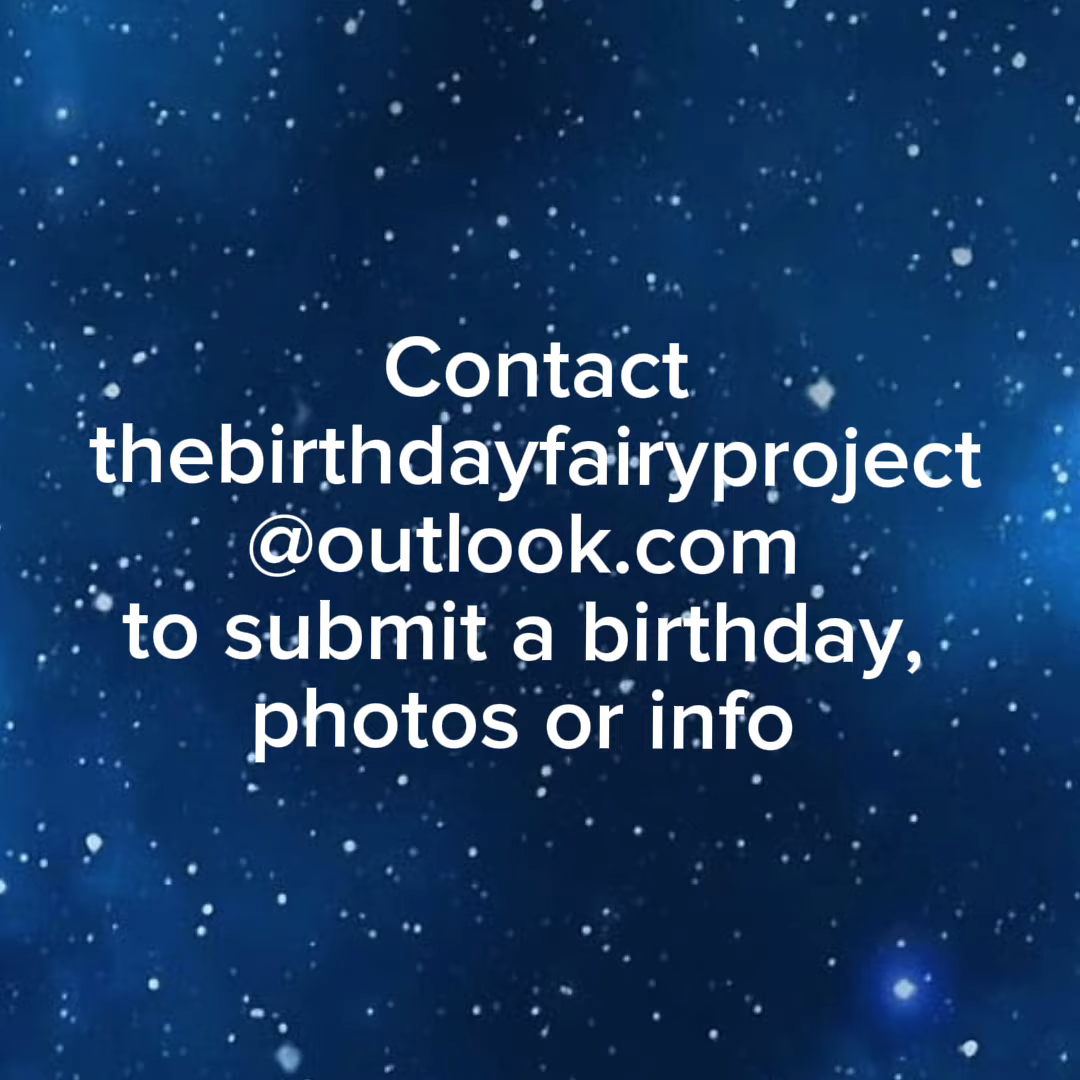 Contact
thebirthdayfairyproject
@outlook.com
to submit a birthday,
photos or info